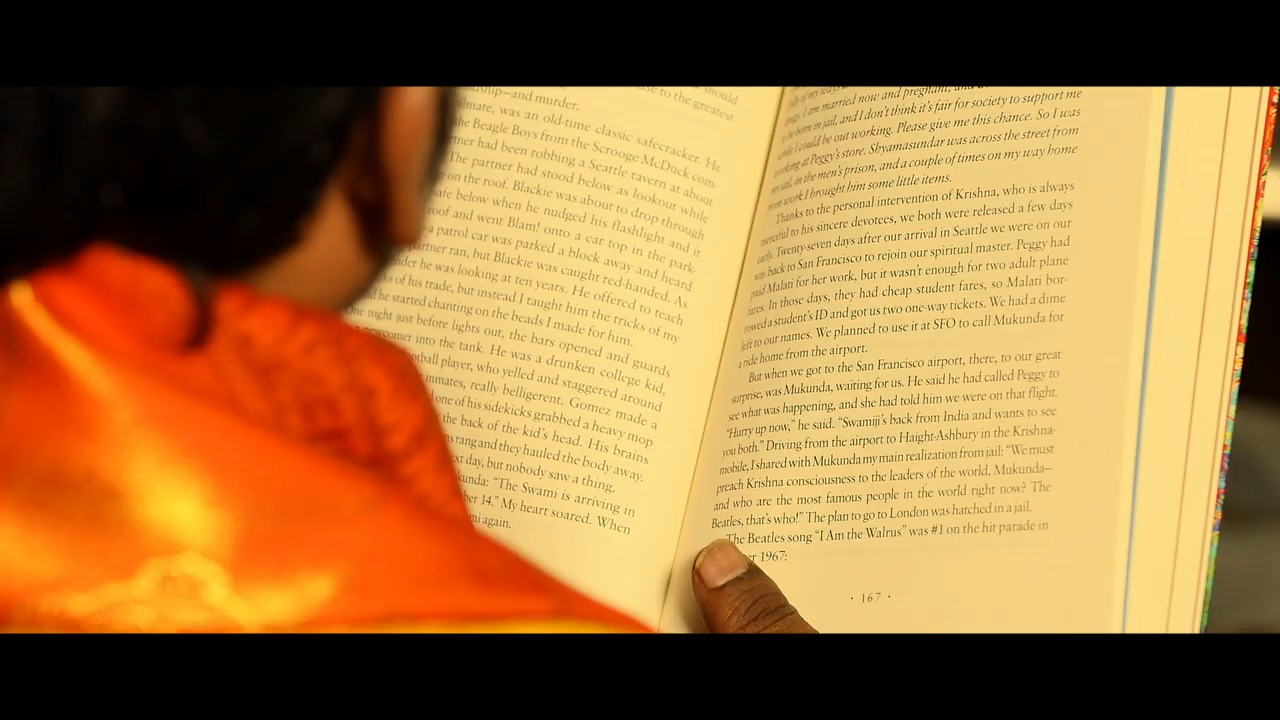 to the greatest
and murder.
was an old-time classic safecracker. He
the Beagle Boys from the Scrooge McDuck com-
had been robbing a Seattle tavern at about
The partner had stood below as lookout while
on the roof. Blackie was about to drop through
below when he nudged his flashlight and it
roof and went Blam! onto a car top in the park-
a patrol car was parked a block away and heard
ran, but Blackie was caught red-handed. As
he was looking at ten years. He offered to teach
of his trade, but instead I taught him the tricks of my
he started chanting on the beads I made for him.
One night just before lights out, the bars opened and guards
newcomer into the tank. He was a drunken college kid,
player, who yelled and staggered around
really belligerent. Gomez made a
one of his sidekicks grabbed a heavy mop
the back of the kid's head. His brains
rang and they hauled the body away.
day, but nobody saw a thing.
"The Swami is arriving in
14." My heart soared. When
again.
I am married now and pregnant,
be born in jail, and I don't think it's fair for society to support me
while I could be out working. Please give me this chance. So I was
working at Peggy's store. Shyamasundar was across the street from
my jail, in the men's prison, and a couple of times on my way home
from work I brought him some little items.
Thanks to the personal intervention of Krishna, who is always
merciful to his sincere devotees, we both were released a few days
early. Twenty-seven days after our arrival in Seattle we were on our
way back to San Francisco to rejoin our spiritual master. Peggy had
paid Malati for her work, but it wasn't enough for two adult plane
fares. In those days, they had cheap student fares, so Malati bor-
rowed a student's ID and got us two one-way tickets. We had a dime
left to our names. We planned to use it at SFO to call Mukunda for
a ride home from the airport.
But when we got to the San Francisco airport, there, to our great
surprise, was Mukunda, waiting for us. He said he had called Peggy to
see what was happening, and she had told him we were on that flight.
"Hurry up now," he said. "Swamiji's back from India and wants to see
you both." Driving from the airport to Haight-Ashbury in the Krishna-
mobile, I shared with Mukunda my main realization from jail: "We must
preach Krishna consciousness to the leaders of the world, Mukunda—
and who are the most famous people in the world right now? The
Beatles, that's who!" The plan to go to London was hatched in a jail.
The Beatles song "I Am the Walrus" was #1 on the hit parade in
1967:
· 167 ·